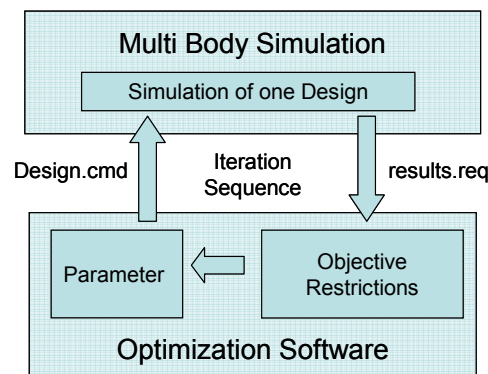 Multi Body Simulation
Simulation of one Design
Design.cmd
Iteration
Sequence
results.req
Parameter
Objective
Restrictions
Optimization Software